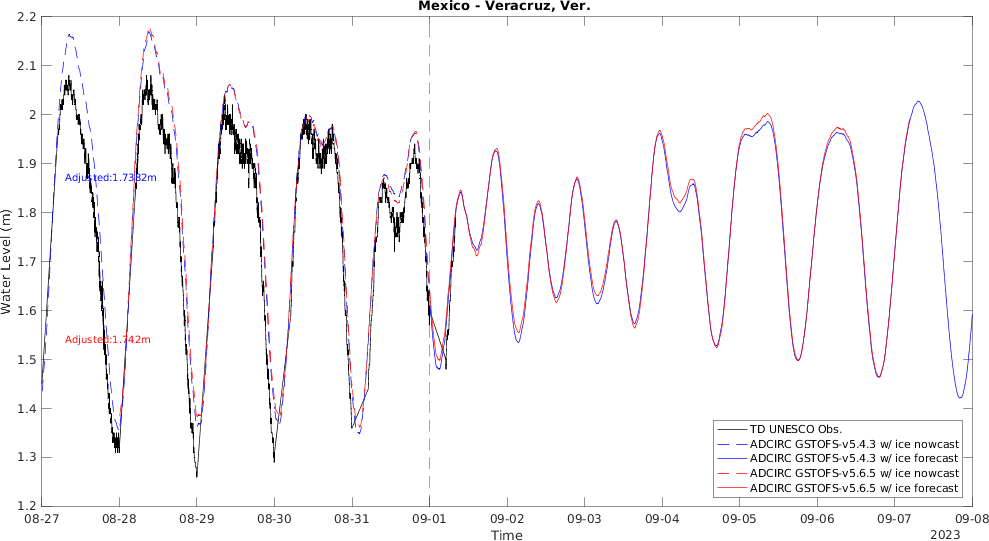 Mexico - Veracruz, Ver.
2.2
2.1
2
1.9
1.8
1.7
1.6
1.5
1.4
1.3
1.2
Water Level (m)
Adjusted:1.7382m
Adjusted:1.742m
TD UNESCO Obs.
ADCIRC GSTOFS-v5.4.3 w/ ice nowcast
ADCIRC GSTOFS-v5.4.3 w/ ice forecast
ADCIRC GSTOFS-v5.6.5 w/ ice nowcast
ADCIRC GSTOFS-v5.6.5 w/ ice forecast
08-27 08-28 08-29 08-30 08-31 09-01 09-02 09-03 09-04 09-05 09-06 09-07 09-08
Time
2023